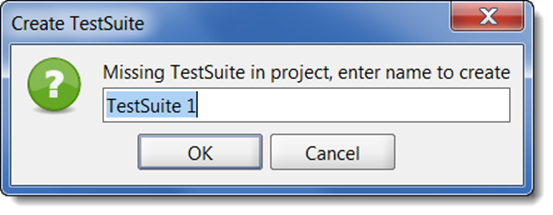 Create TestSuite
Missing TestSuite in project, enter name to create
TestSuite 1
OK
Cancel